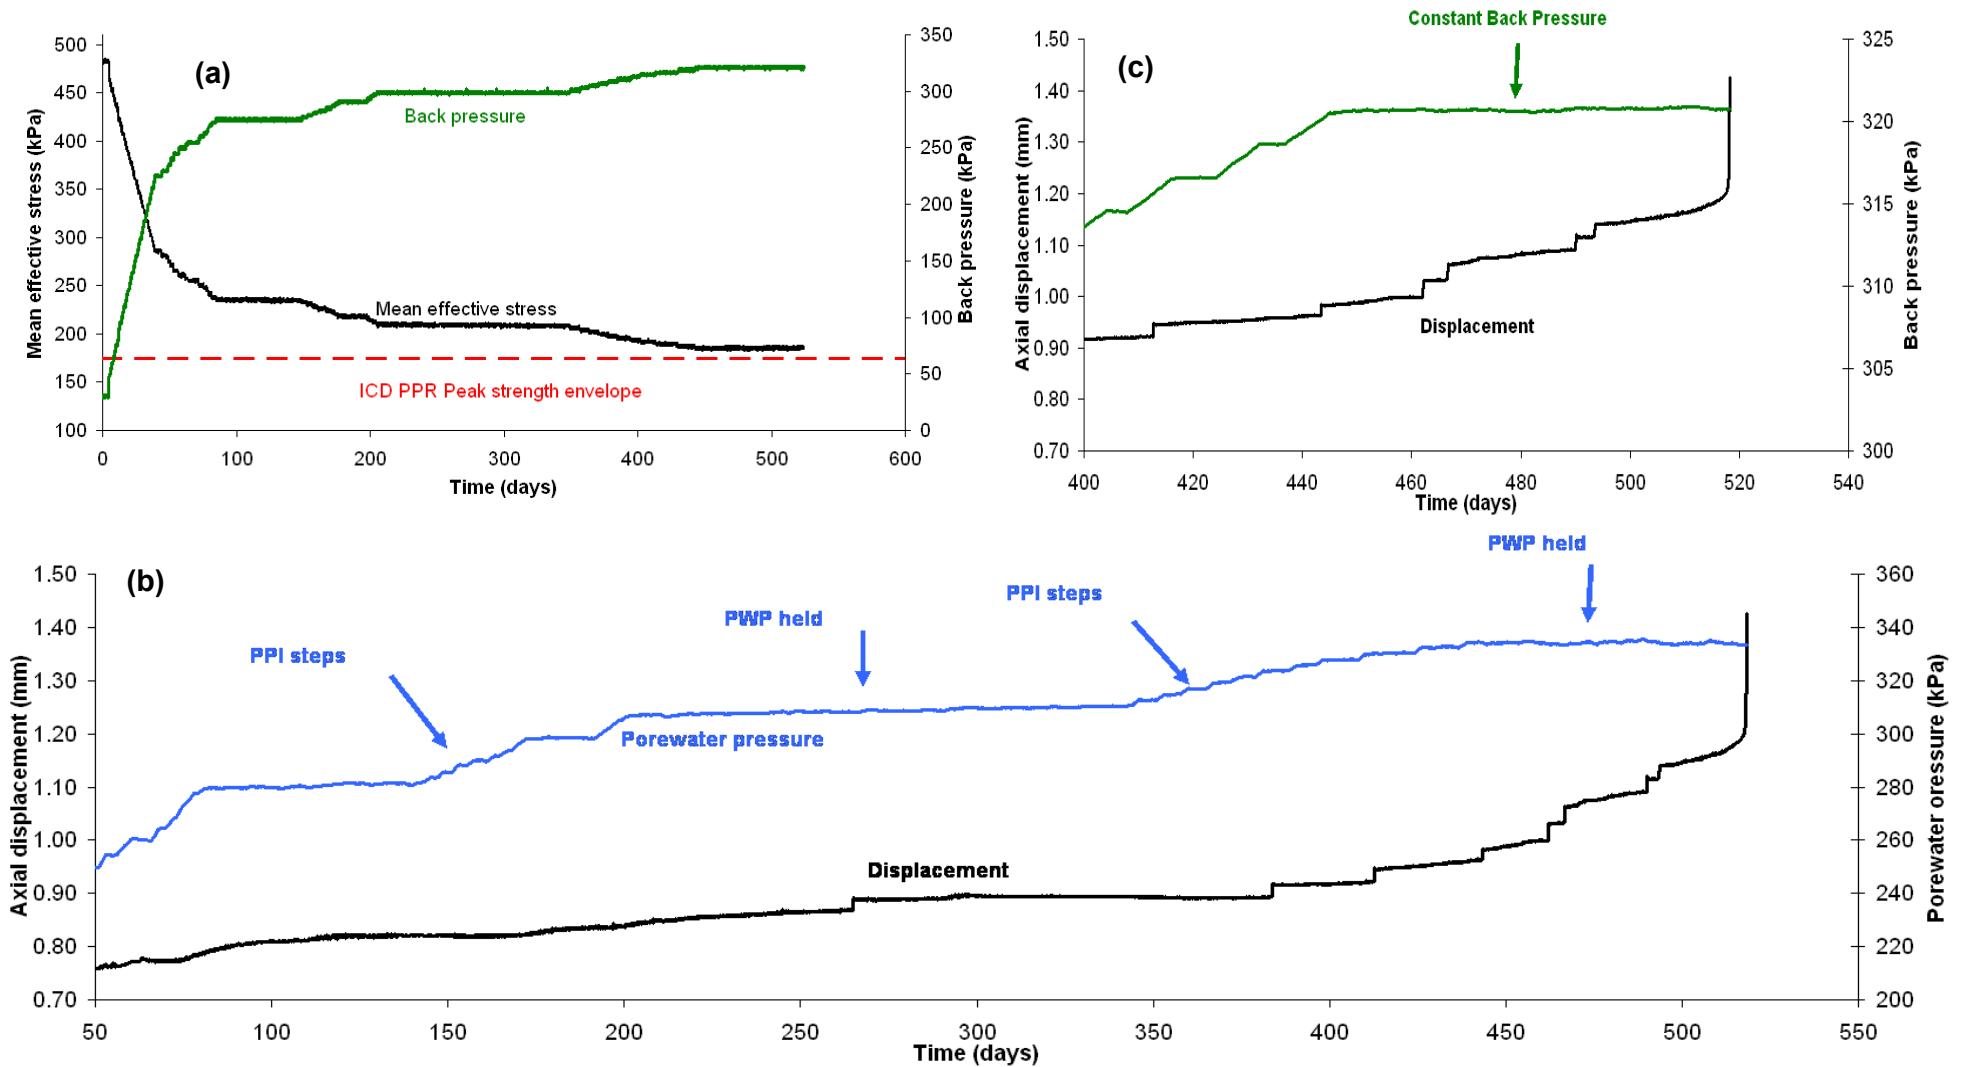 (a)
500
450
400
350
300
250
200
150
100
Mean effective stress (kPa)
350
300
250
200
150
100
50
0
Back pressure (kPa)
Back pressure
Mean effective stress
ICD PPR Peak strength envelope
0 100 200 300 400 500 600
Time (days)
Constant Back Pressure
(c)
1.50
1.40
1.30
1.20
1.10
1.00
0.90
0.80
0.70
Axial displacement (mm)
325
320
315
310
305
300
Back pressure (kPa)
Displacement
400 420 440 460 480 500 520 540
Time (days)
(b)
1.50
1.40
1.30
1.20
1.10
1.00
0.90
0.80
0.70
Axial displacement (mm)
PPI steps
PWP held
PPI steps
PWP held
Porewater pressure
Displacement
360
340
320
300
280
260
240
220
200
Porewater oressure (kPa)
50 100 150 200 250 300 350 400 450 500 550
Time (days)